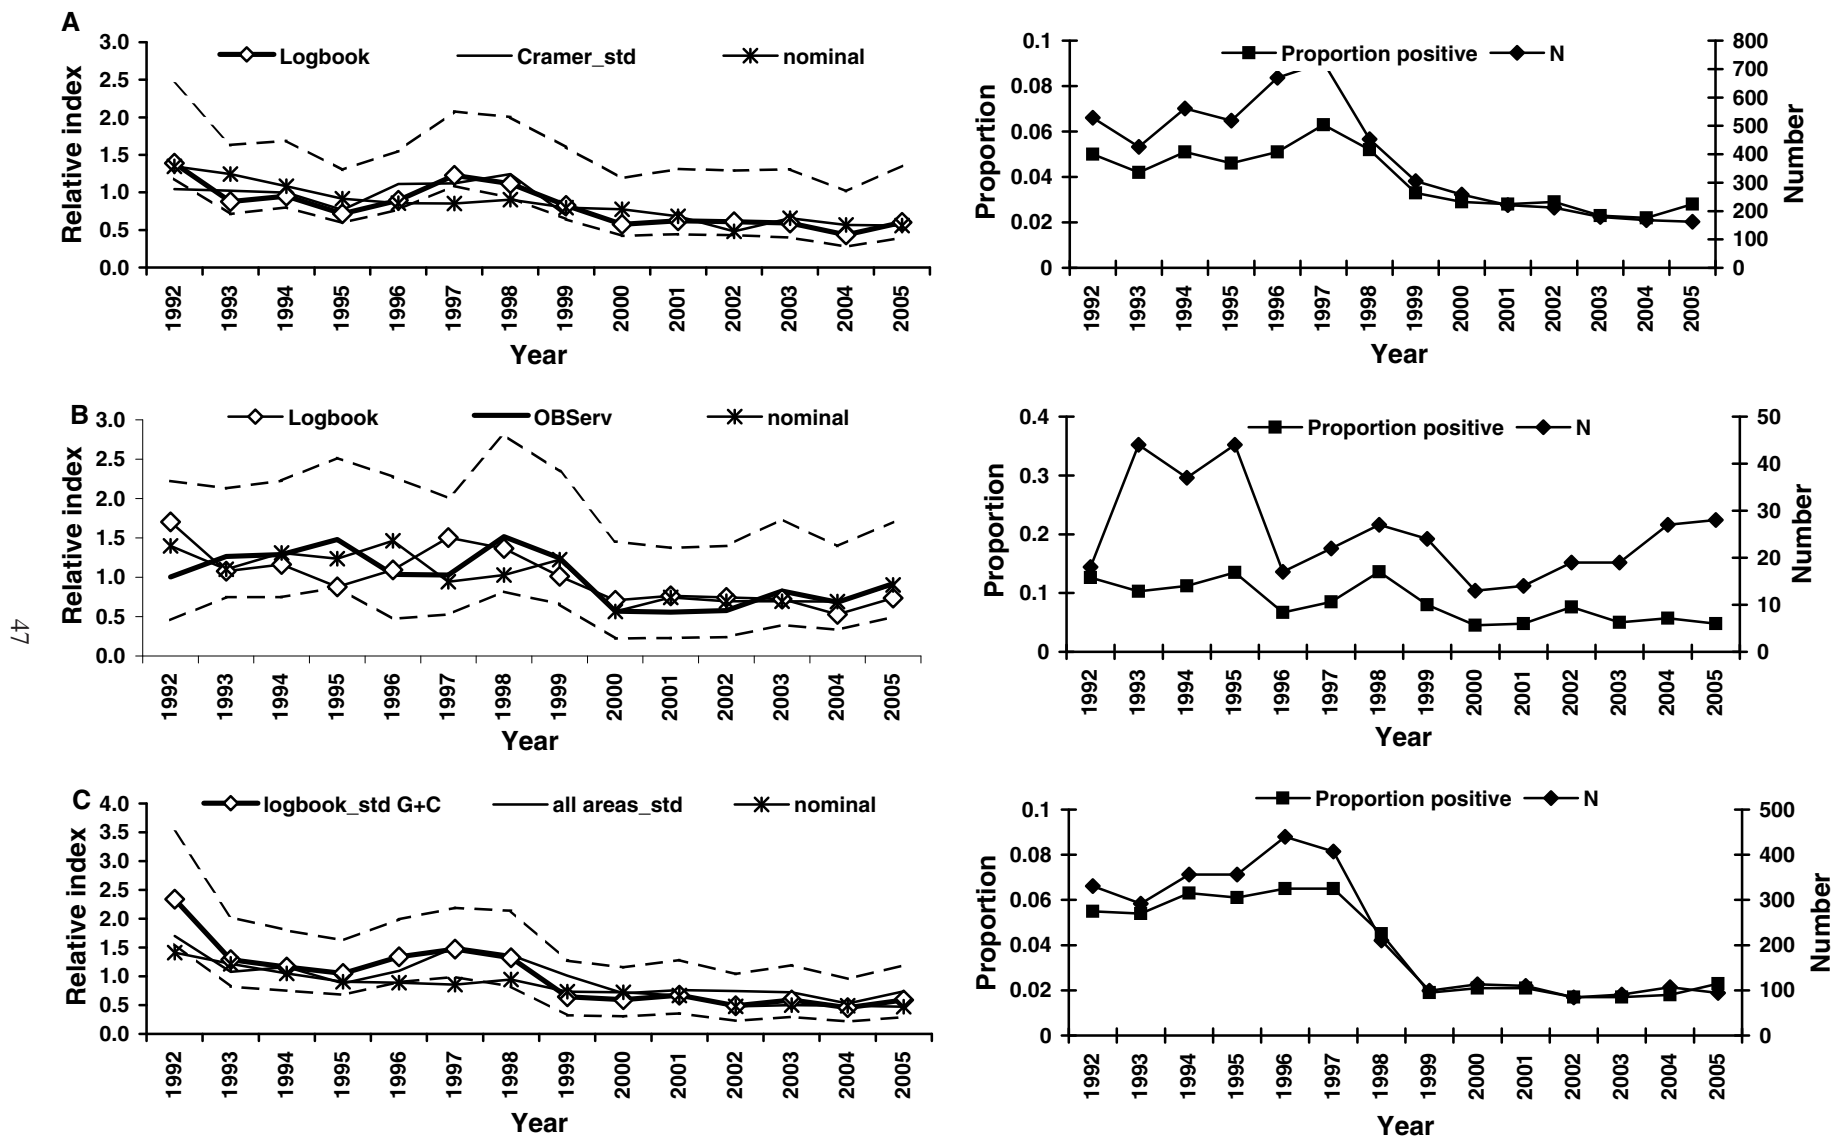 A
Logbook Cramer_std nominal
3.0
2.5
2.0
1.5
1.0
0.5
0.0
Relative index
1992 1993 1994 1995 1996 1997 1998 1999 2000 2001 2002 2003 2004 2005
Year
Proportion positive N
0.1
0.08
0.06
0.04
0.02
0
Proportion
800
700
600
500
400
300
200
100
0
Number
1992 1993 1994 1995 1996 1997 1998 1999 2000 2001 2002 2003 2004 2005
Year
B
Logbook OBServ nominal
3.0
2.5
2.0
1.5
1.0
0.5
0.0
Relative index
1992 1993 1994 1995 1996 1997 1998 1999 2000 2001 2002 2003 2004 2005
Year
Proportion positive N
0.4
0.3
0.2
0.1
0
Proportion
50
40
30
20
10
0
Number
1992 1993 1994 1995 1996 1997 1998 1999 2000 2001 2002 2003 2004 2005
Year
47
C
logbook_std G+C all areas_std nominal
4.0
3.5
3.0
2.5
2.0
1.5
1.0
0.5
0.0
Relative index
1992 1993 1994 1995 1996 1997 1998 1999 2000 2001 2002 2003 2004 2005
Year
Proportion positive N
0.1
0.08
0.06
0.04
0.02
0
Proportion
500
400
300
200
100
0
Number
1992 1993 1994 1995 1996 1997 1998 1999 2000 2001 2002 2003 2004 2005
Year